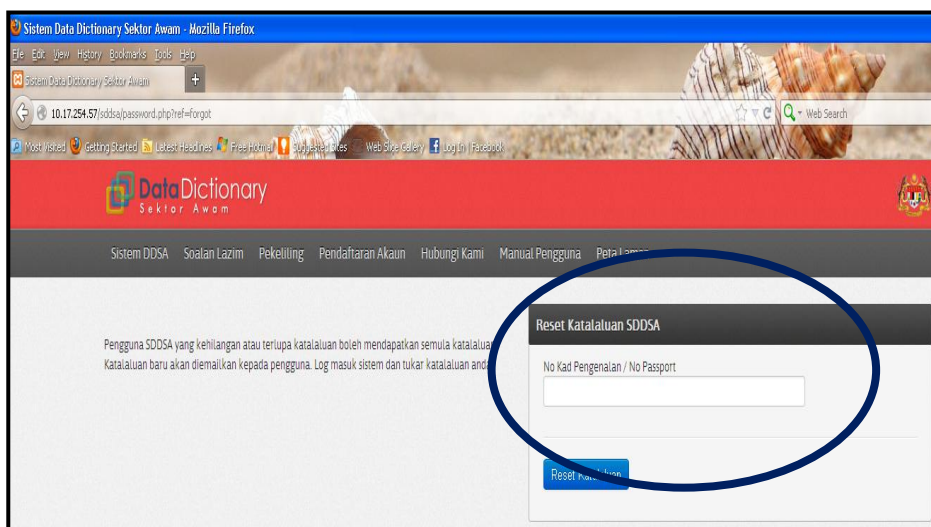 Sistem Data Dictionary Sektor Awam - Mozilla Firefox
File Edit View History Bookmarks Tools Help
Sistem Data Dictionary Sektor Awam +
10.17.254.57/sddsa/password.php?ref=forgot
Web Search
Most Visited Getting Started Latest Headlines Free Hotmail Suggested Sites Web Slice Gallery Log In | Facebook
Data Dictionary
Sektor Awam
Sistem DDSA Soalan Lazim Pekeliling Pendaftaran Akaun Hubungi Kami Manual Pengguna Peta Laman
Pengguna SDDSA yang kehilangan atau terlupa katalaluan boleh mendapatkan semula katalaluan
Katalaluan baru akan diemailkan kepada pengguna. Log masuk sistem dan tukar katalaluan anda
Reset Katalaluan SDDSA
No Kad Pengenalan / No Passport
Reset Katalaluan